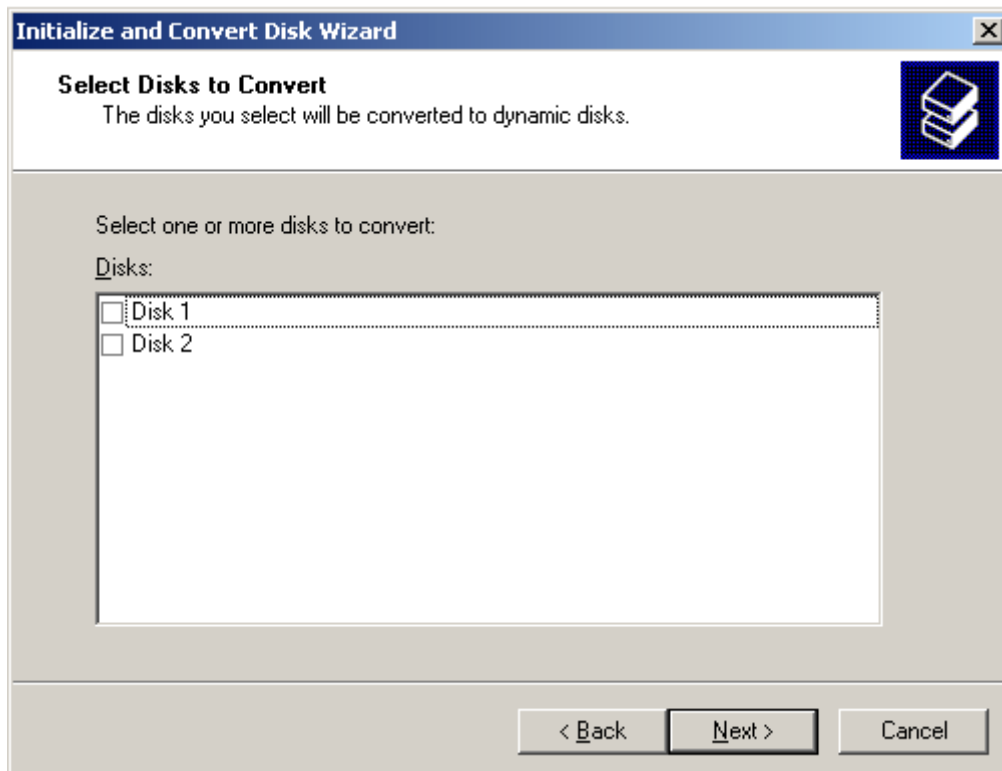 Initialize and Convert Disk Wizard
Select Disks to Convert
The disks you select will be converted to dynamic disks.
Select one or more disks to convert:
Disks:
Disk 1
Disk 2
< Back Next > Cancel